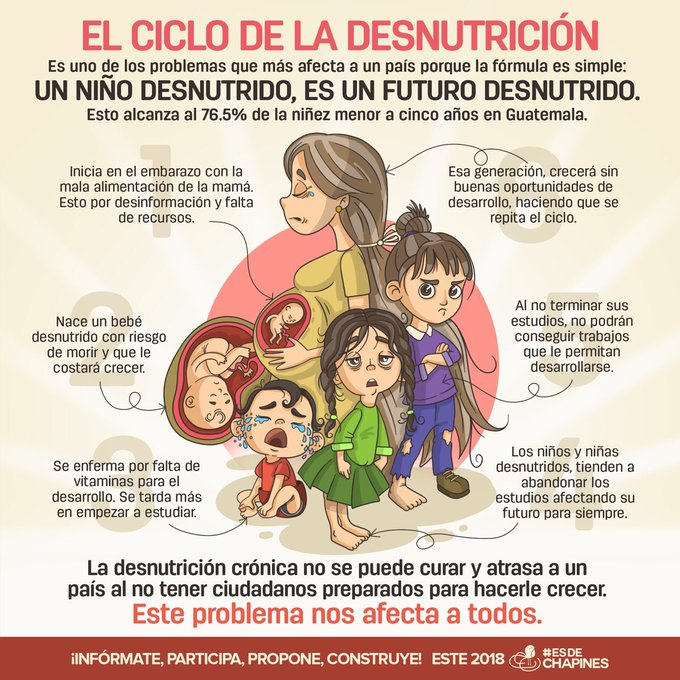 EL CICLO DE LA DESNUTRICIÓN
Es uno de los problemas que más afecta a un país porque la fórmula es simple:
UN NIÑO DESNUTRIDO, ES UN FUTURO DESNUTRIDO.
Esto alcanza al 76.5% de la niñez menor a cinco años en Guatemala.
1
Inicia en el embarazo con la
mala alimentación de la mamá.
Esto por desinformación y falta
de recursos.
2
Nace un bebé
desnutrido con riesgo
de morir y que le
costará crecer.
3
Se enferma por falta de
vitaminas para el
desarrollo. Se tarda más
en empezar a estudiar.
4
Los niños y niñas
desnutridos, tienden a
abandonar los
estudios afectando su
futuro para siempre.
5
Al no terminar sus
estudios, no podrán
conseguir trabajos
que le permitan
desarrollarse.
6
Esa generación, crecerá sin
buenas oportunidades de
desarrollo, haciendo que se
repita el ciclo.
La desnutrición crónica no se puede curar y atrasa a un
país al no tener ciudadanos preparados para hacerle crecer.
Este problema nos afecta a todos.
¡INFÓRMATE, PARTICIPA, PROPONE, CONSTRUYE! ESTE 2018
#ESDE
CHAPINES